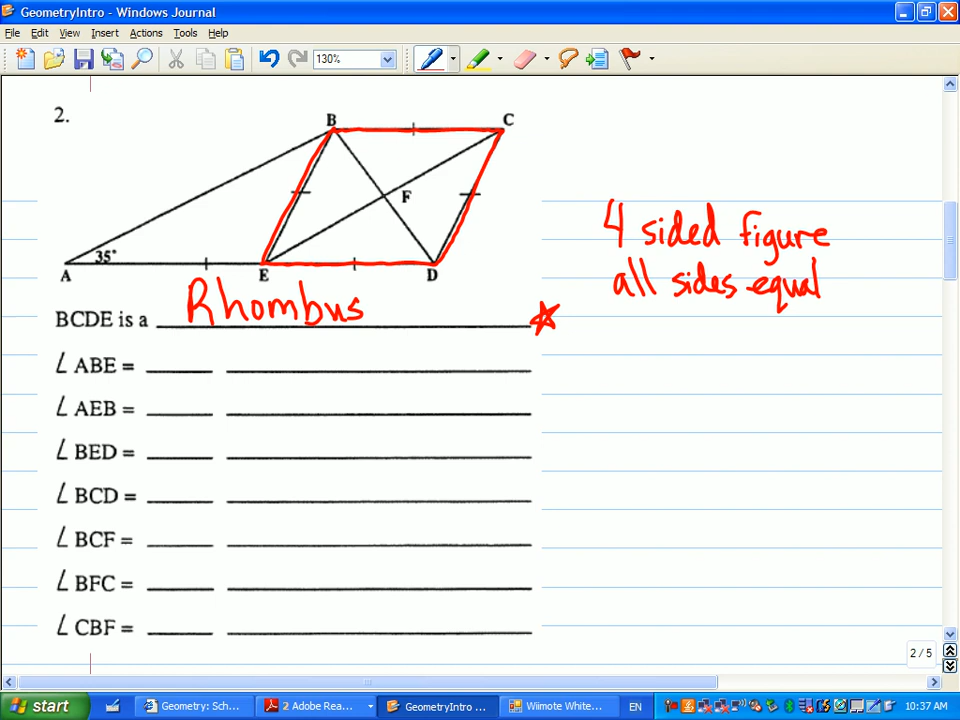 GeometryIntro - Windows Journal
File Edit View Insert Actions Tools Help
130%
2.
B C
F
35°
A E D
4 sided figure
all sides equal
BCDE is a Rhombus
∠ ABE =
∠ AEB =
∠ BED =
∠ BCD =
∠ BCF =
∠ BFC =
∠ CBF =
2 / 5
start Geometry: Sch... 2 Adobe Rea... GeometryIntro ... Wiimote White... EN 10:37 AM